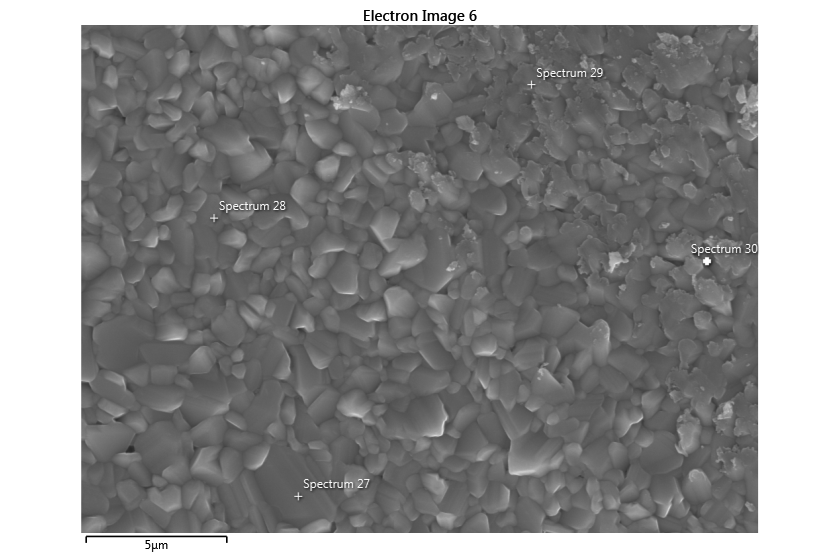 Electron Image 6
Spectrum 29
Spectrum 28
Spectrum 30
Spectrum 27
5µm